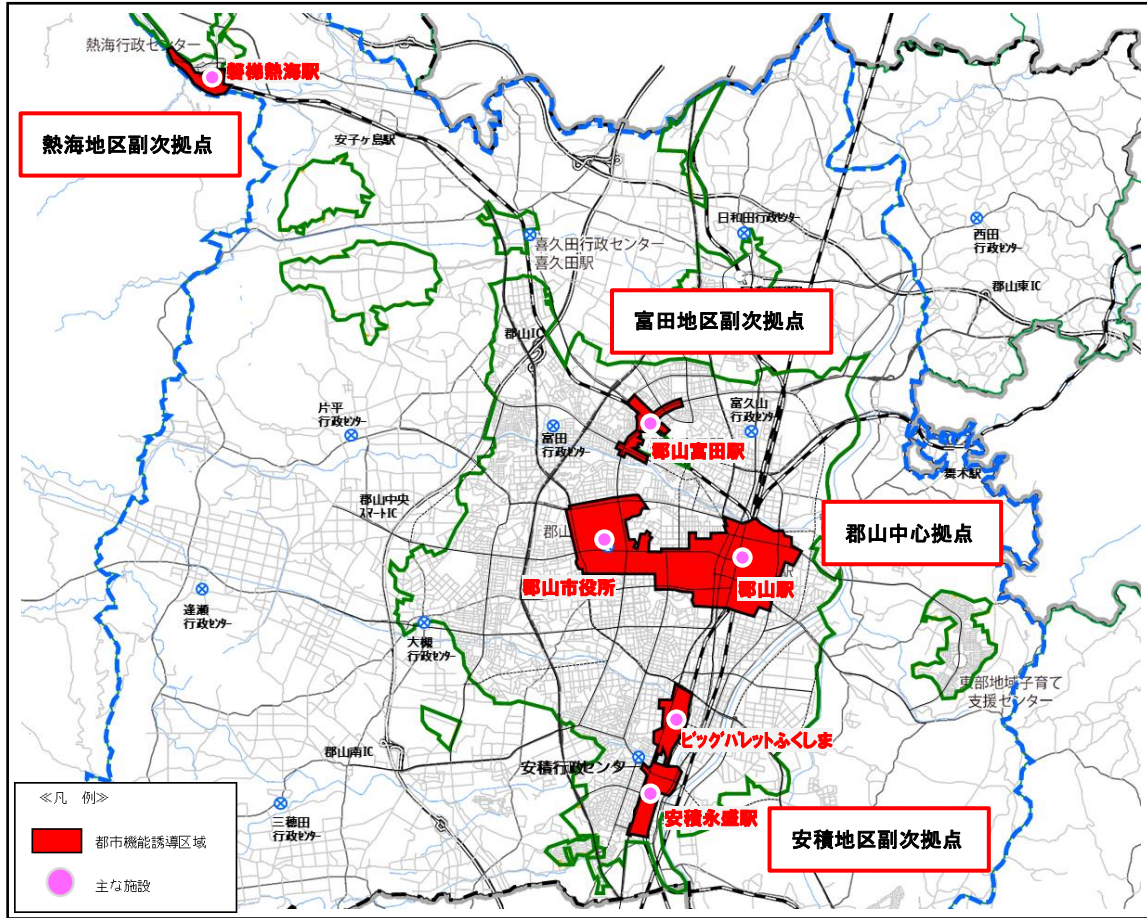 熱海行政センター
磐梯熱海駅
熱海地区副次拠点
安子ヶ島駅
喜久田行政センター
喜久田駅
日和田行政センター
西田
行政センター
郡山東IC
富田地区副次拠点
郡山IC
片平
行政センター
富田
行政センター
富久山
行政センター
郡山富田駅
舞木駅
郡山中央
スマートIC
郡山中心拠点
郡山
郡山市役所
郡山駅
駅
逢瀬
行政センター
大槻
行政センター
東部地域子育て
支援センター
ビッグパレットふくしま
郡山南IC
安積行政センタ
安積永盛駅
安積地区副次拠点
三穂田
行政センター
≪凡 例≫
都市機能誘導区域
主な施設